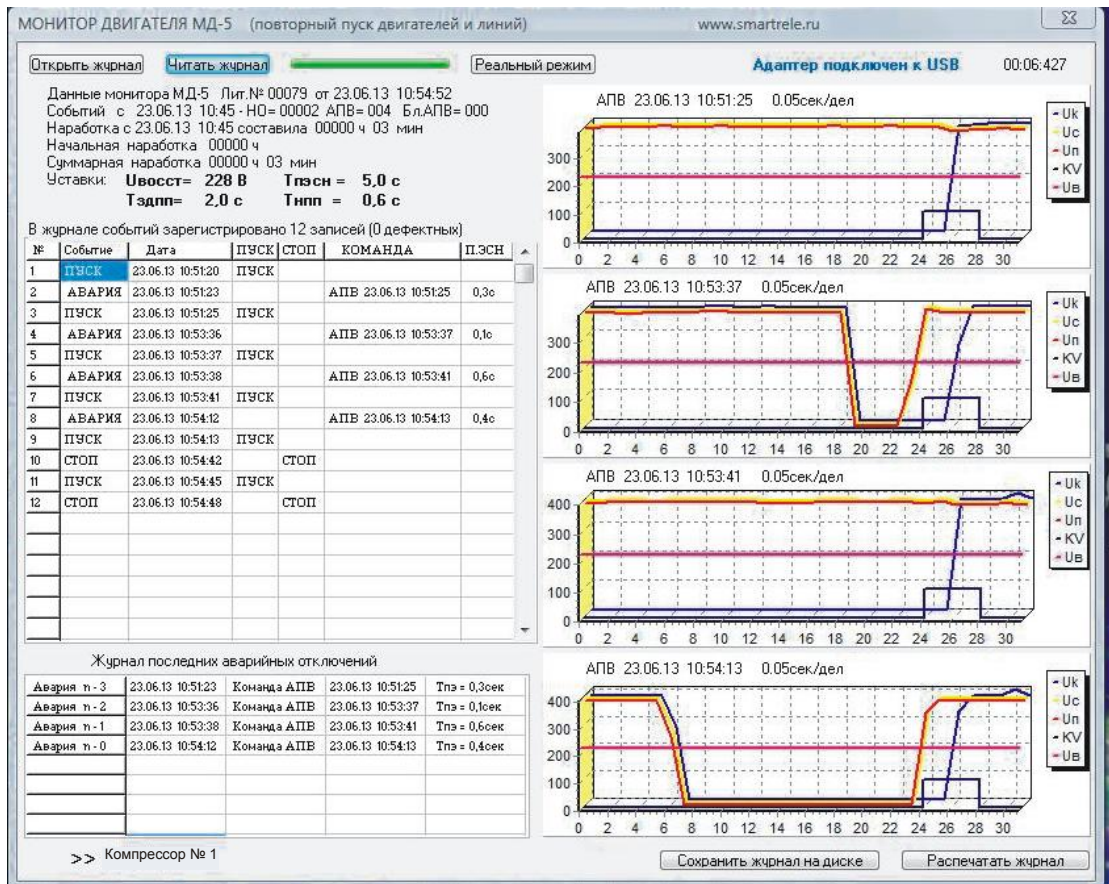 МОНИТОР ДВИГАТЕЛЯ МД-5 (повторный пуск двигателей и линий) www.smartrele.ru
Открыть журнал Читать журнал Реальный режим Адаптер подключен к USB 00:06:427
Данные монитора МД-5 Лит.№ 00079 от 23.06.13 10:54:52
Событий с 23.06.13 10:45 - НО= 00002 АПВ= 004 Бл.АПВ= 000
Наработка с 23.06.13 10:45 составила 00000 ч 03 мин
Начальная наработка 00000 ч
Суммарная наработка 00000 ч 03 мин
Уставки: Uвосст= 228 В Тпэсн = 5,0 с
Тздпп= 2,0 с Тнпп = 0,6 с
В журнале событий зарегистрировано 12 записей (0 дефектных)
№ Событие Дата ПУСК СТОП КОМАНДА П.ЭСН
1 ПУСК 23.06.13 10:51:20 ПУСК
2 АВАРИЯ 23.06.13 10:51:23 АПВ 23.06.13 10:51:25 0,3с
3 ПУСК 23.06.13 10:51:25 ПУСК
4 АВАРИЯ 23.06.13 10:53:36 АПВ 23.06.13 10:53:37 0,1с
5 ПУСК 23.06.13 10:53:37 ПУСК
6 АВАРИЯ 23.06.13 10:53:38 АПВ 23.06.13 10:53:41 0,6с
7 ПУСК 23.06.13 10:53:41 ПУСК
8 АВАРИЯ 23.06.13 10:54:12 АПВ 23.06.13 10:54:13 0,4с
9 ПУСК 23.06.13 10:54:13 ПУСК
10 СТОП 23.06.13 10:54:42 СТОП
11 ПУСК 23.06.13 10:54:45 ПУСК
12 СТОП 23.06.13 10:54:48 СТОП
Журнал последних аварийных отключений
Авария n - 3 23.06.13 10:51:23 Команда АПВ 23.06.13 10:51:25 Тпэ = 0,3сек
Авария n - 2 23.06.13 10:53:36 Команда АПВ 23.06.13 10:53:37 Тпэ = 0,1сек
Авария n - 1 23.06.13 10:53:38 Команда АПВ 23.06.13 10:53:41 Тпэ = 0,6сек
Авария n - 0 23.06.13 10:54:12 Команда АПВ 23.06.13 10:54:13 Тпэ = 0,4сек
>> Компрессор № 1
АПВ 23.06.13 10:51:25 0.05сек/дел
300
200
100
0
0 2 4 6 8 10 12 14 16 18 20 22 24 26 28 30
Uk
Uc
Uп
KV
Uв
АПВ 23.06.13 10:53:37 0.05сек/дел
300
200
100
0
0 2 4 6 8 10 12 14 16 18 20 22 24 26 28 30
Uk
Uc
Uп
KV
Uв
АПВ 23.06.13 10:53:41 0.05сек/дел
400
300
200
100
0
0 2 4 6 8 10 12 14 16 18 20 22 24 26 28 30
Uk
Uc
Uп
KV
Uв
АПВ 23.06.13 10:54:13 0.05сек/дел
400
300
200
100
0
0 2 4 6 8 10 12 14 16 18 20 22 24 26 28 30
Uk
Uc
Uп
KV
Uв
Сохранить журнал на диске Распечатать журнал